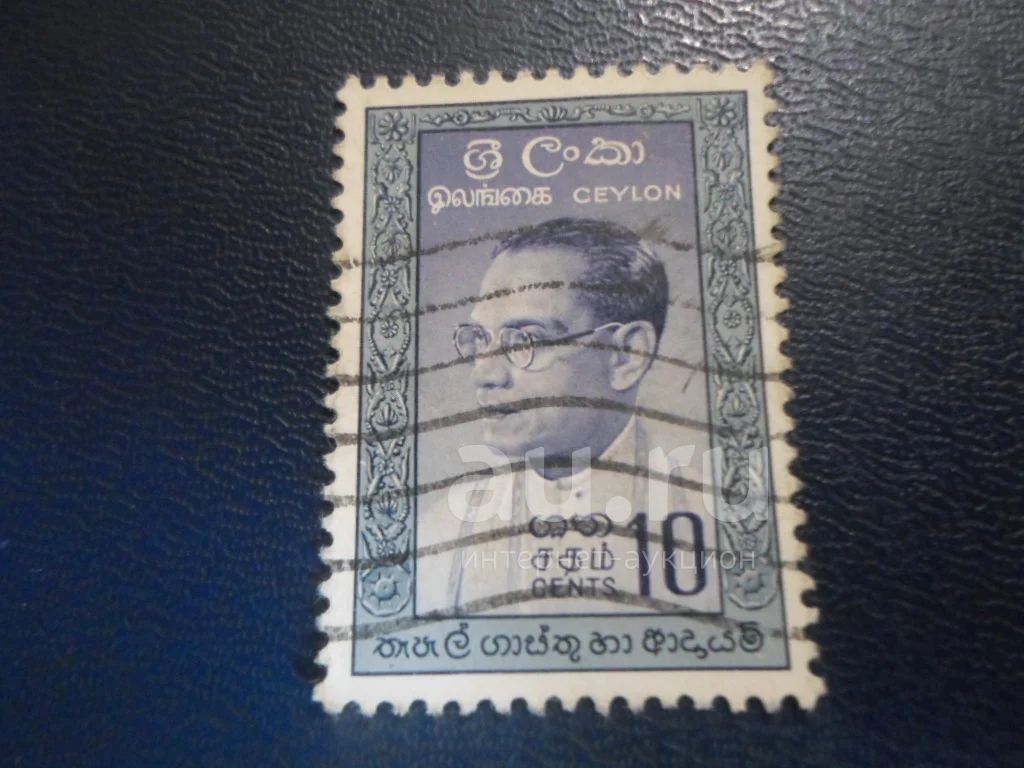 ශ්‍රී ලංකා
இலங்கை CEYLON
ශත
சதம் 10
CENTS
තැපැල් ගාස්තු හා ආදායම්
au.ru
интернет-аукцион